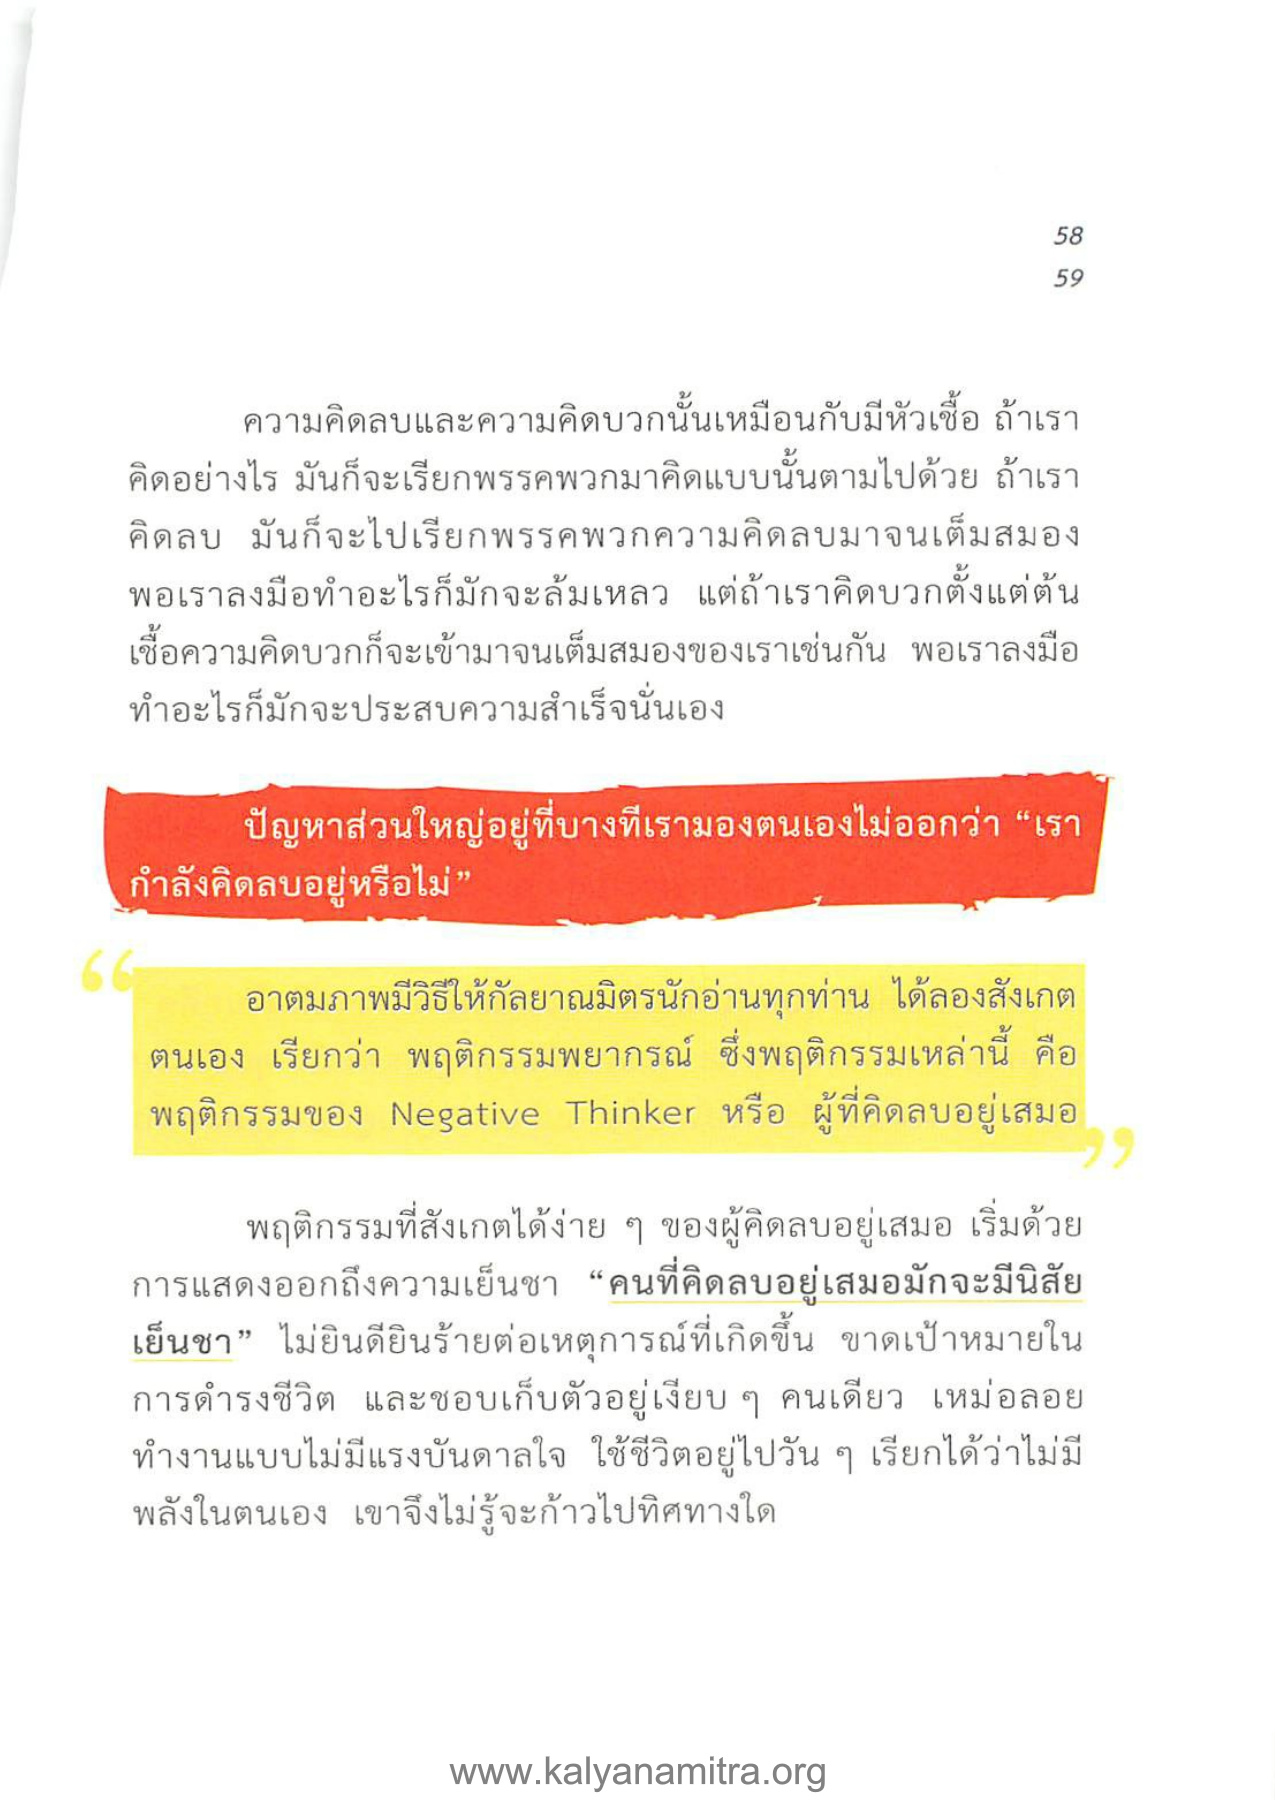 58
59
ความคิดลบและความคิดบวกนั้นเหมือนกับมีหัวเชื้อ ถ้าเรา
คิดอย่างไร มันก็จะเรียกพรรคพวกมาคิดแบบนั้นตามไปด้วย ถ้าเรา
คิดลบ มันก็จะไปเรียกพรรคพวกความคิดลบมาจนเต็มสมอง
พอเราลงมือทำอะไรก็มักจะล้มเหลว แต่ถ้าเราคิดบวกตั้งแต่ต้น
เชื้อความคิดบวกก็จะเข้ามาจนเต็มสมองของเราเช่นกัน พอเราลงมือ
ทำอะไรก็มักจะประสบความสำเร็จนั่นเอง
ปัญหาส่วนใหญ่อยู่ที่บางทีเรามองตนเองไม่ออกว่า “เรา
กำลังคิดลบอยู่หรือไม่”
“ อาตมภาพมีวิธีให้กัลยาณมิตรนักอ่านทุกท่าน ได้ลองสังเกต
ตนเอง เรียกว่า พฤติกรรมพยากรณ์ ซึ่งพฤติกรรมเหล่านี้ คือ
พฤติกรรมของ Negative Thinker หรือ ผู้ที่คิดลบอยู่เสมอ ”
พฤติกรรมที่สังเกตได้ง่าย ๆ ของผู้คิดลบอยู่เสมอ เริ่มด้วย
การแสดงออกถึงความเย็นชา “คนที่คิดลบอยู่เสมอมักจะมีนิสัย
เย็นชา” ไม่ยินดียินร้ายต่อเหตุการณ์ที่เกิดขึ้น ขาดเป้าหมายใน
การดำรงชีวิต และชอบเก็บตัวอยู่เงียบ ๆ คนเดียว เหม่อลอย
ทำงานแบบไม่มีแรงบันดาลใจ ใช้ชีวิตอยู่ไปวัน ๆ เรียกได้ว่าไม่มี
พลังในตนเอง เขาจึงไม่รู้จะก้าวไปทิศทางใด
www.kalyanamitra.org